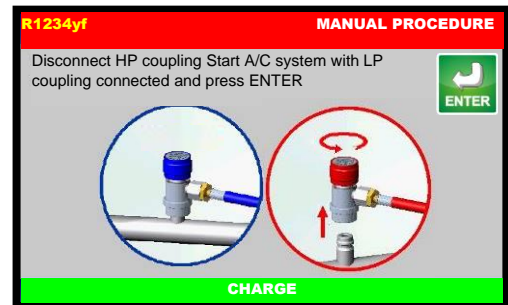 R1234yf MANUAL PROCEDURE
Disconnect HP coupling Start A/C system with LP
coupling connected and press ENTER
ENTER
CHARGE